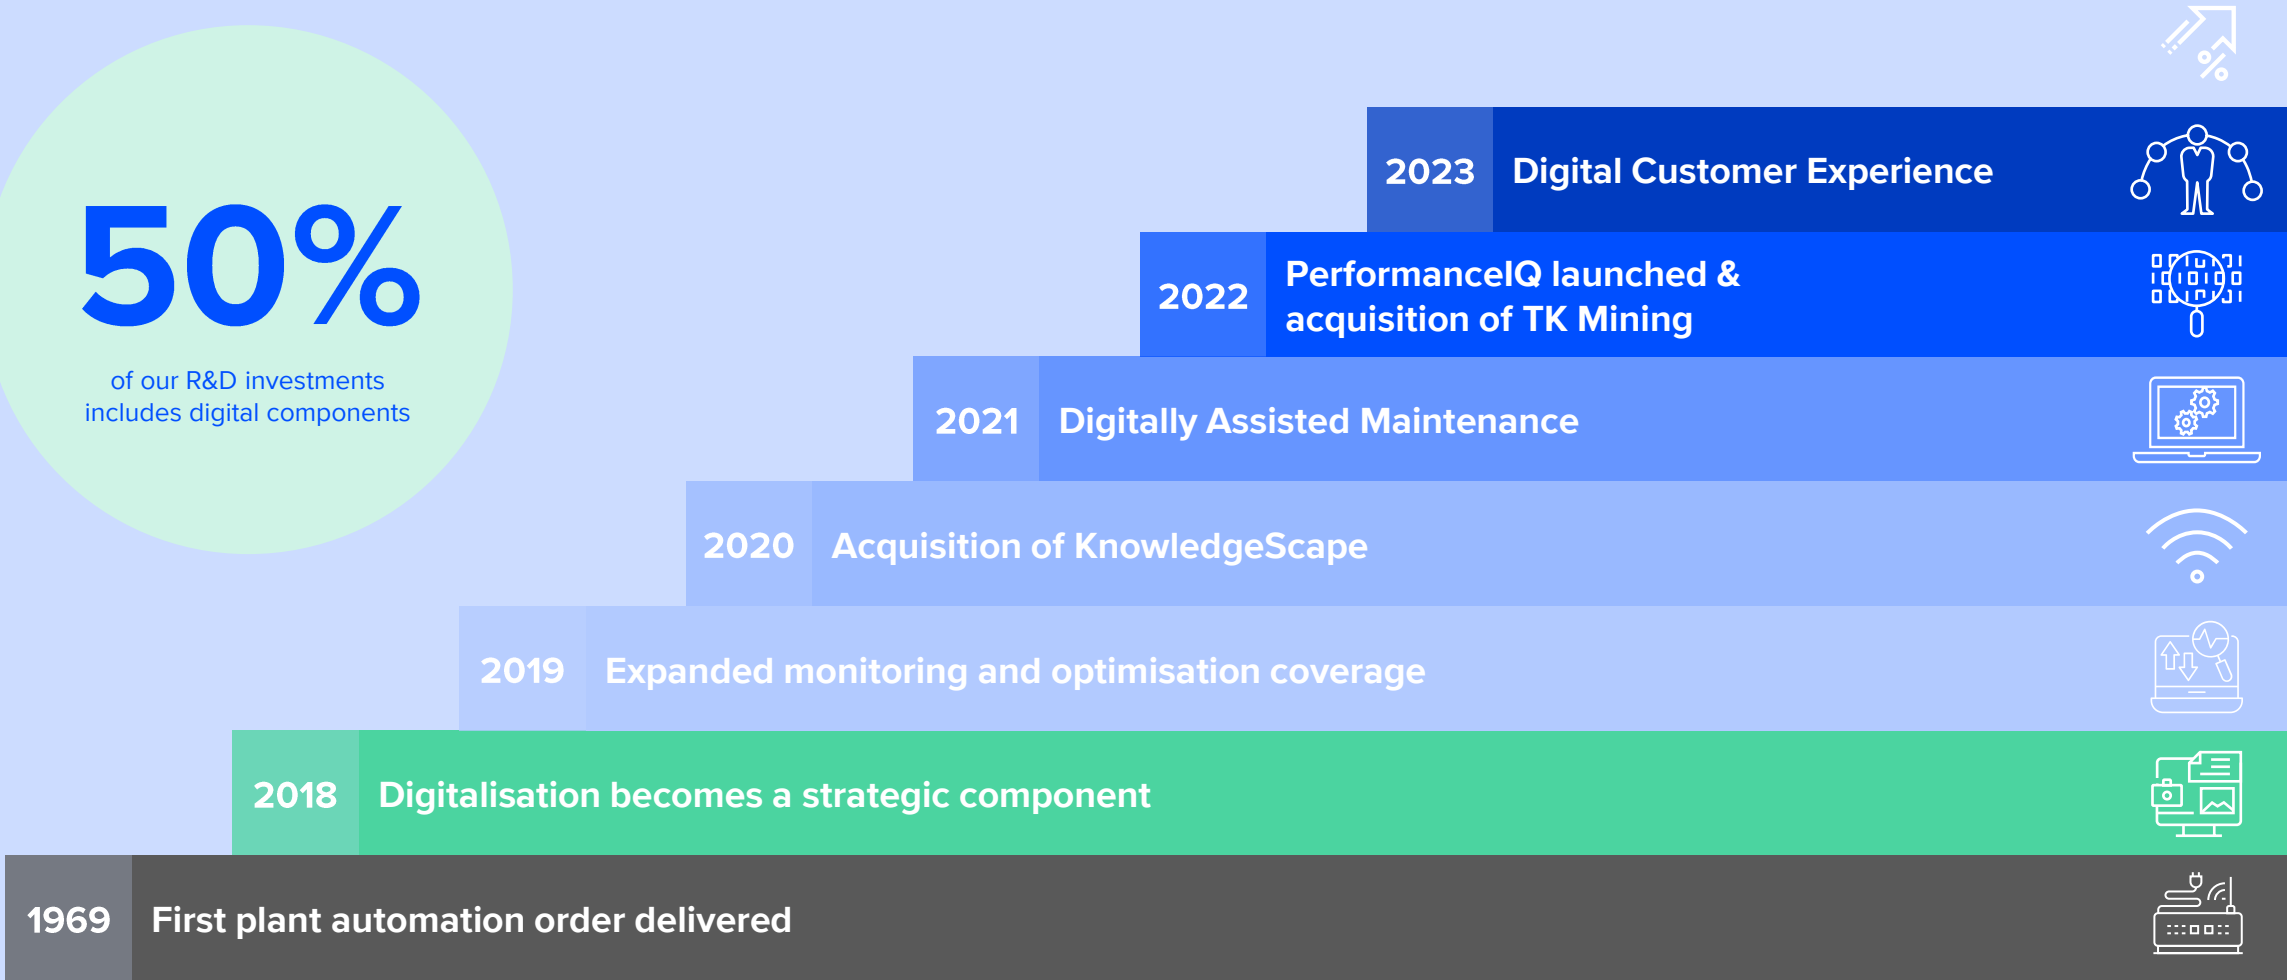 50%
of our R&D investments
includes digital components
2023 Digital Customer Experience
2022 PerformanceIQ launched &
acquisition of TK Mining
2021 Digitally Assisted Maintenance
2020 Acquisition of KnowledgeScape
2019 Expanded monitoring and optimisation coverage
2018 Digitalisation becomes a strategic component
1969 First plant automation order delivered